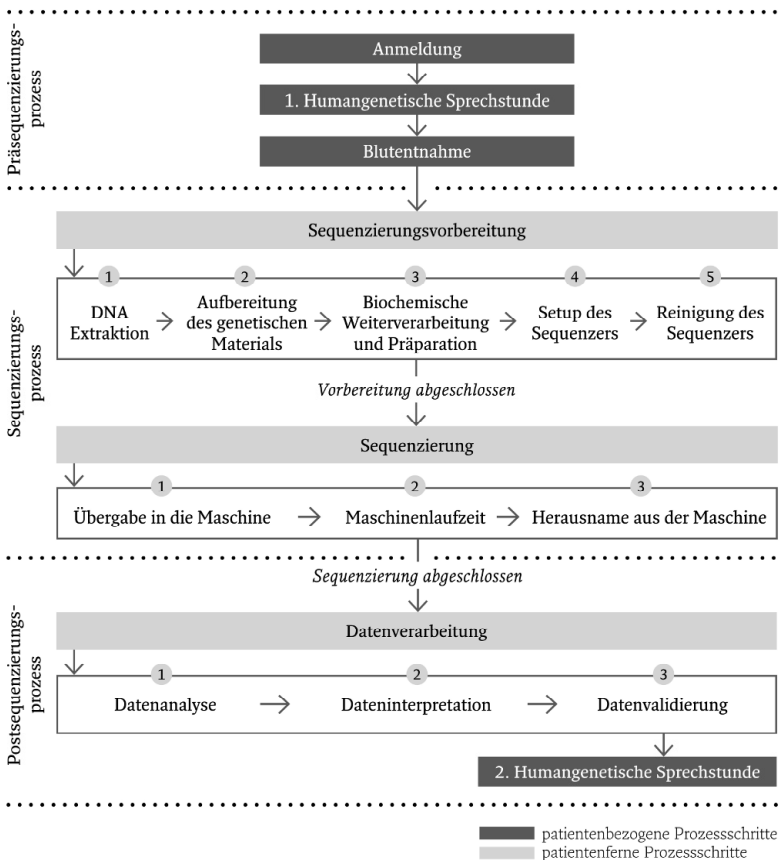 Präsequenzierungs-
prozess
Anmeldung
1. Humangenetische Sprechstunde
Blutentnahme
Sequenzierungs-
prozess
Sequenzierungsvorbereitung
1
2
3
4
5
DNA
Extraktion
Aufbereitung
des genetischen
Materials
Biochemische
Weiterverarbeitung
und Präparation
Setup des
Sequenzers
Reinigung des
Sequenzers
Vorbereitung abgeschlossen
Sequenzierung
1
2
3
Übergabe in die Maschine
Maschinenlaufzeit
Herausname aus der Maschine
Postsequenzierungs-
prozess
Sequenzierung abgeschlossen
Datenverarbeitung
1
2
3
Datenanalyse
Dateninterpretation
Datenvalidierung
2. Humangenetische Sprechstunde
patientenbezogene Prozessschritte
patientenferne Prozessschritte